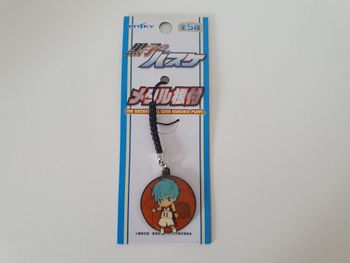 ensky
全5種
黒子のバスケ
メタル根付
THE BASKETBALL WHICH KUROKO PLAYS.